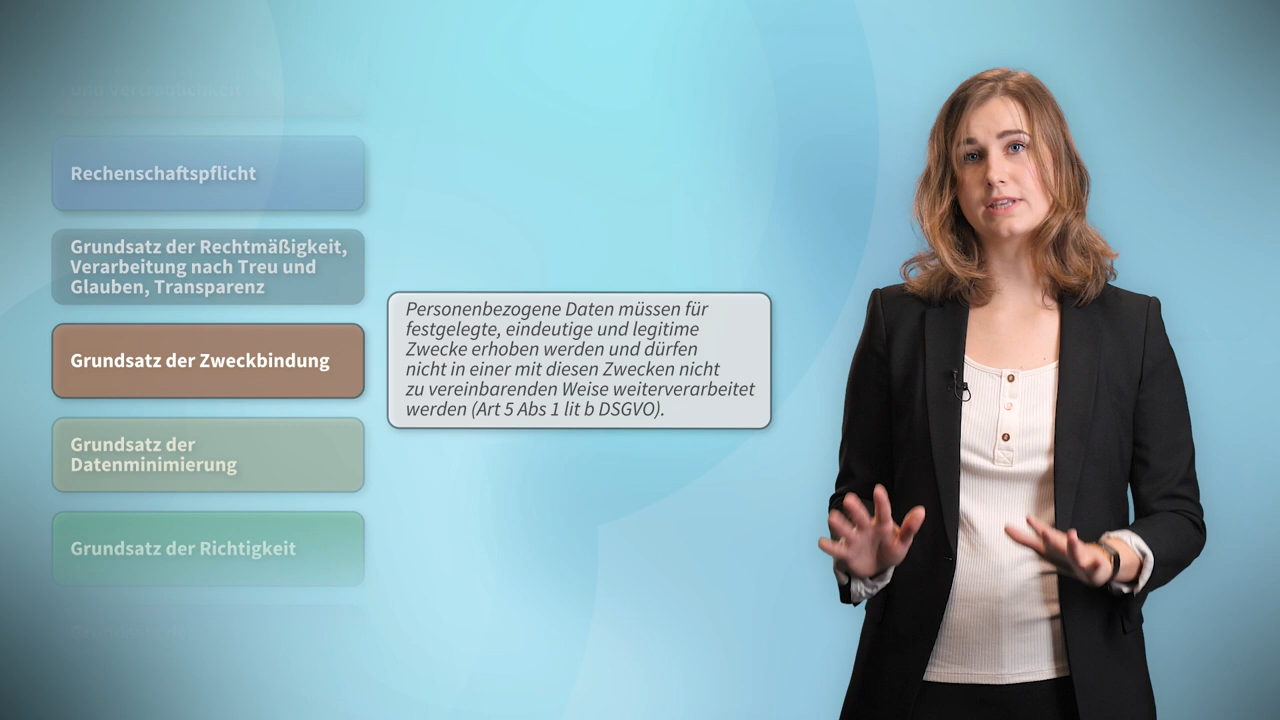 und Vertraulichkeit
Rechenschaftspflicht
Grundsatz der Rechtmäßigkeit,
Verarbeitung nach Treu und
Glauben, Transparenz
Grundsatz der Zweckbindung
Grundsatz der
Datenminimierung
Grundsatz der Richtigkeit
Personenbezogene Daten müssen für
festgelegte, eindeutige und legitime
Zwecke erhoben werden und dürfen
nicht in einer mit diesen Zwecken nicht
zu vereinbarenden Weise weiterverarbeitet
werden (Art 5 Abs 1 lit b DSGVO).